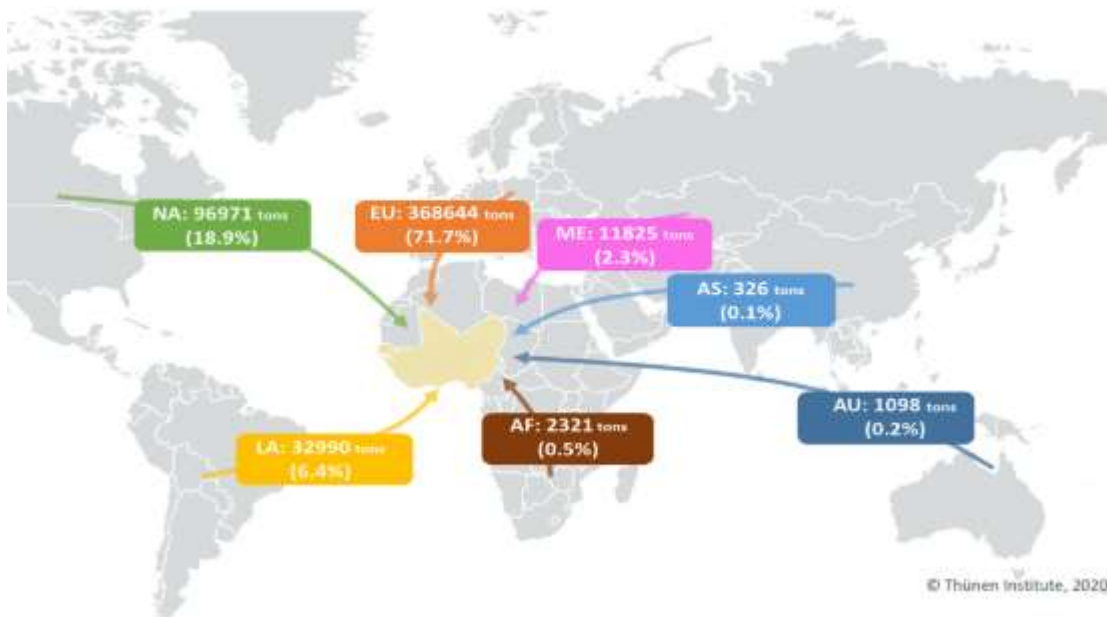 NA: 96971 tons
(18.9%)
EU: 368644 tons
(71.7%)
ME: 11825 tons
(2.3%)
AS: 326 tons
(0.1%)
AU: 1098 tons
(0.2%)
AF: 2321 tons
(0.5%)
LA: 32990 tons
(6.4%)
© Thünen Institute, 2020